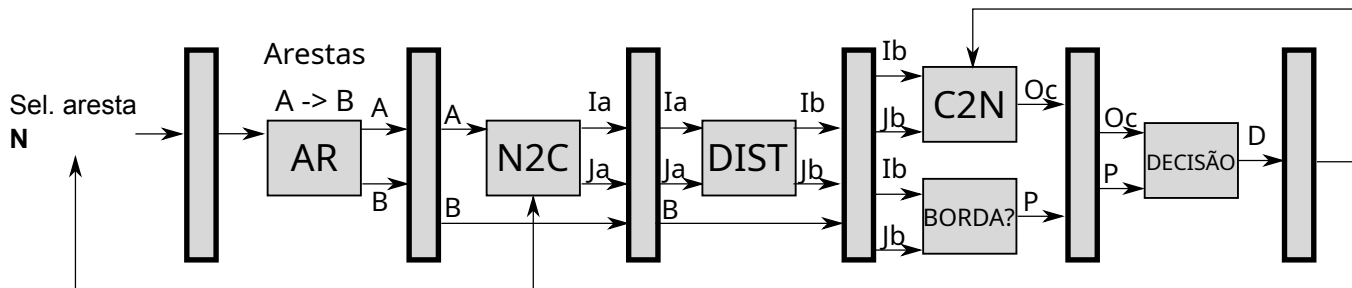 Sel. aresta
N
Arestas
A -> B
AR
A
B
A
B
N2C
Ia
Ja
Ia
Ja
B
DIST
Ib
Jb
Ib
Jb
Ib
Jb
C2N
Oc
BORDA?
P
Oc
P
DECISÃO
D